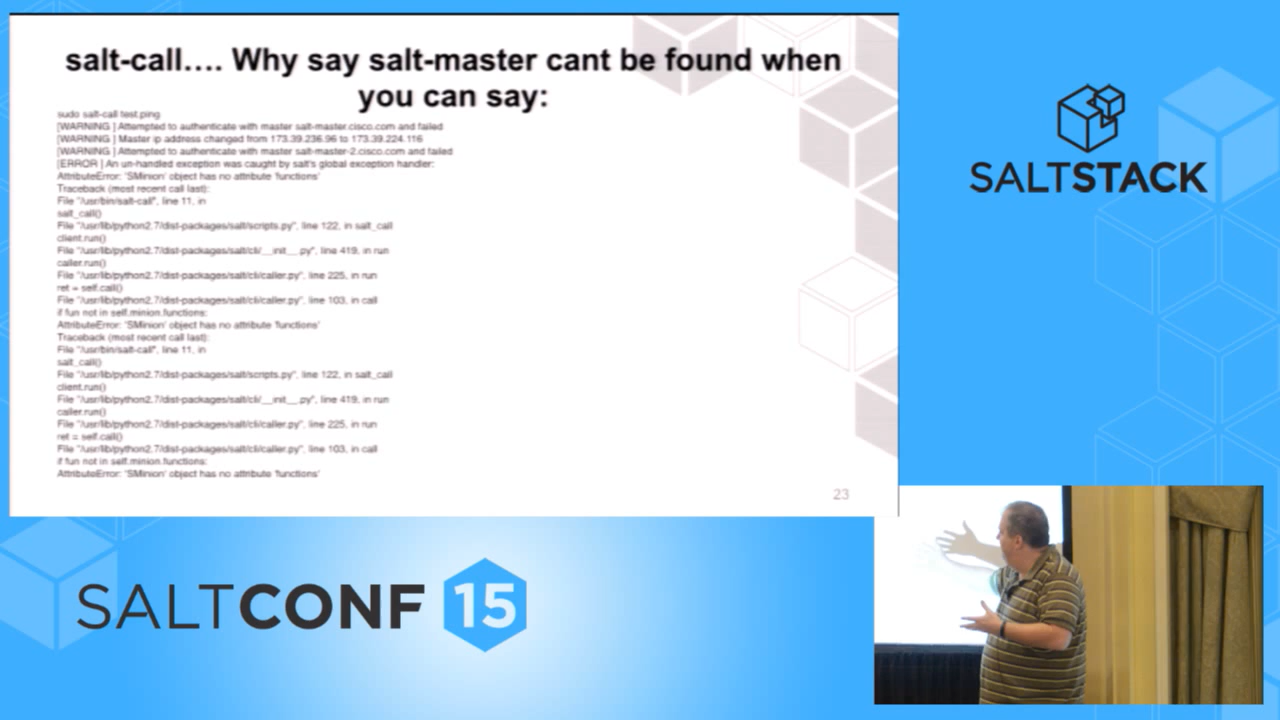 salt-call…. Why say salt-master cant be found when
you can say:
sudo salt-call test.ping
[WARNING ] Attempted to authenticate with master salt-master.cisco.com and failed
[WARNING ] Master ip address changed from 173.39.236.96 to 173.39.224.116
[WARNING ] Attempted to authenticate with master salt-master-2.cisco.com and failed
[ERROR ] An un-handled exception was caught by salt's global exception handler:
AttributeError: 'SMinion' object has no attribute 'functions'
Traceback (most recent call last):
File "/usr/bin/salt-call", line 11, in
salt_call()
File "/usr/lib/python2.7/dist-packages/salt/scripts.py", line 122, in salt_call
client.run()
File "/usr/lib/python2.7/dist-packages/salt/cli/__init__.py", line 419, in run
caller.run()
File "/usr/lib/python2.7/dist-packages/salt/cli/caller.py", line 225, in run
ret = self.call()
File "/usr/lib/python2.7/dist-packages/salt/cli/caller.py", line 103, in call
if fun not in self.minion.functions:
AttributeError: 'SMinion' object has no attribute 'functions'
Traceback (most recent call last):
File "/usr/bin/salt-call", line 11, in
salt_call()
File "/usr/lib/python2.7/dist-packages/salt/scripts.py", line 122, in salt_call
client.run()
File "/usr/lib/python2.7/dist-packages/salt/cli/__init__.py", line 419, in run
caller.run()
File "/usr/lib/python2.7/dist-packages/salt/cli/caller.py", line 225, in run
ret = self.call()
File "/usr/lib/python2.7/dist-packages/salt/cli/caller.py", line 103, in call
if fun not in self.minion.functions:
AttributeError: 'SMinion' object has no attribute 'functions'
23
SALTSTACK
SALTCONF 15